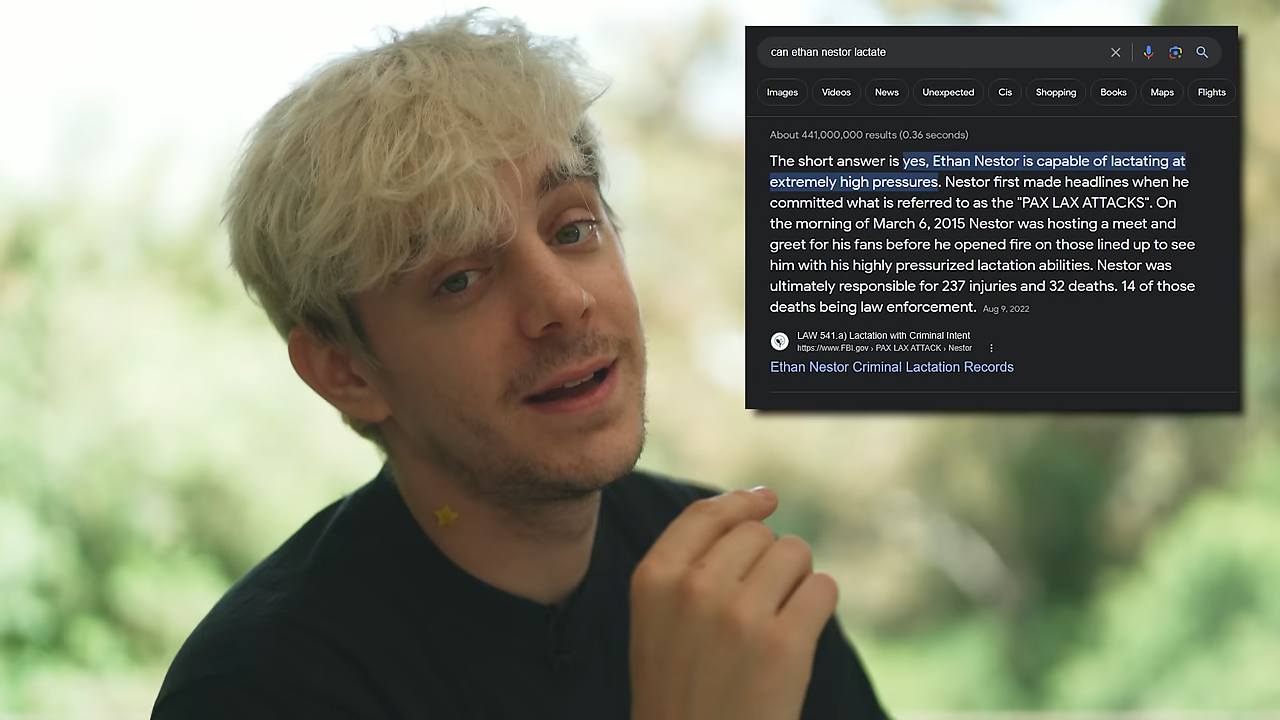 can ethan nestor lactate
Images Videos News Unexpected Cis Shopping Books Maps Flights
About 441,000,000 results (0.36 seconds)
The short answer is yes, Ethan Nestor is capable of lactating at
extremely high pressures. Nestor first made headlines when he
committed what is referred to as the "PAX LAX ATTACKS". On
the morning of March 6, 2015 Nestor was hosting a meet and
greet for his fans before he opened fire on those lined up to see
him with his highly pressurized lactation abilities. Nestor was
ultimately responsible for 237 injuries and 32 deaths. 14 of those
deaths being law enforcement. Aug 9, 2022
LAW 541.a) Lactation with Criminal Intent
https://www.FBI.gov › PAX LAX ATTACK › Nestor
Ethan Nestor Criminal Lactation Records